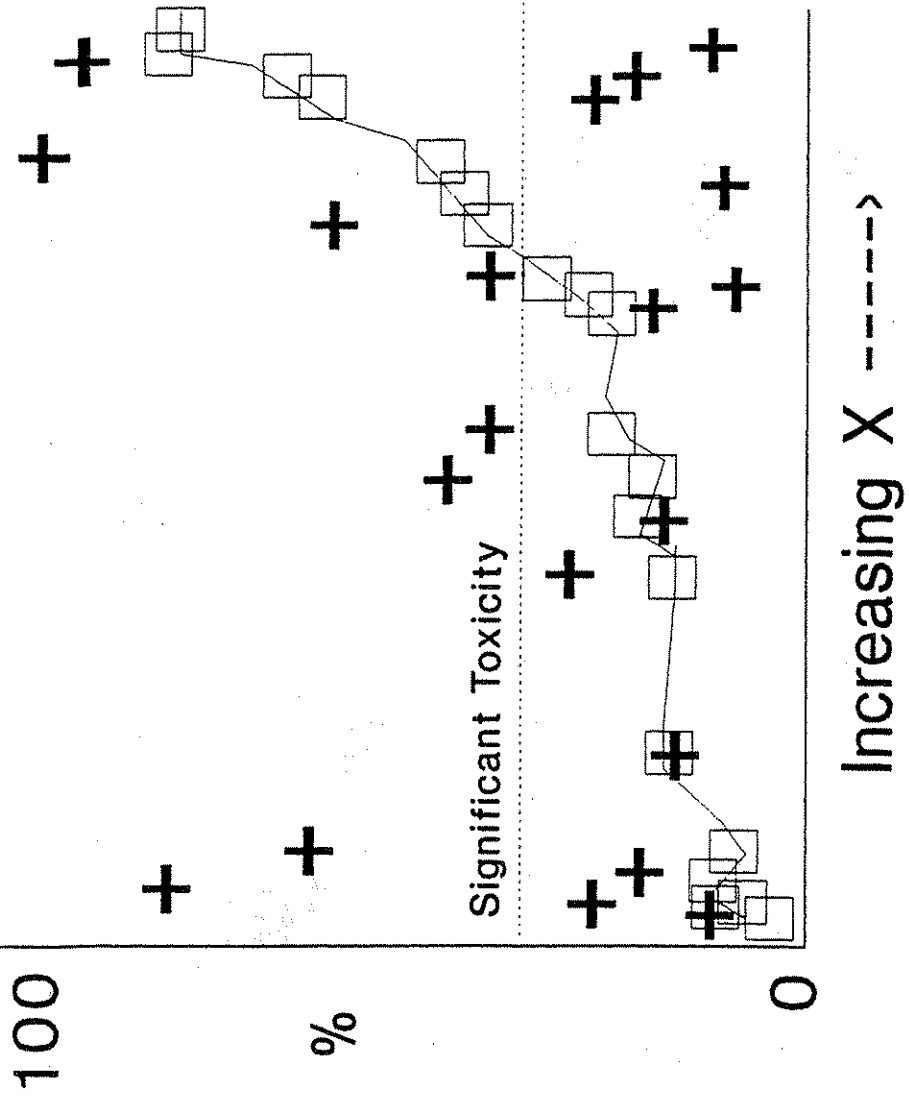 100
%
Significant Toxicity
0
Increasing X ----->